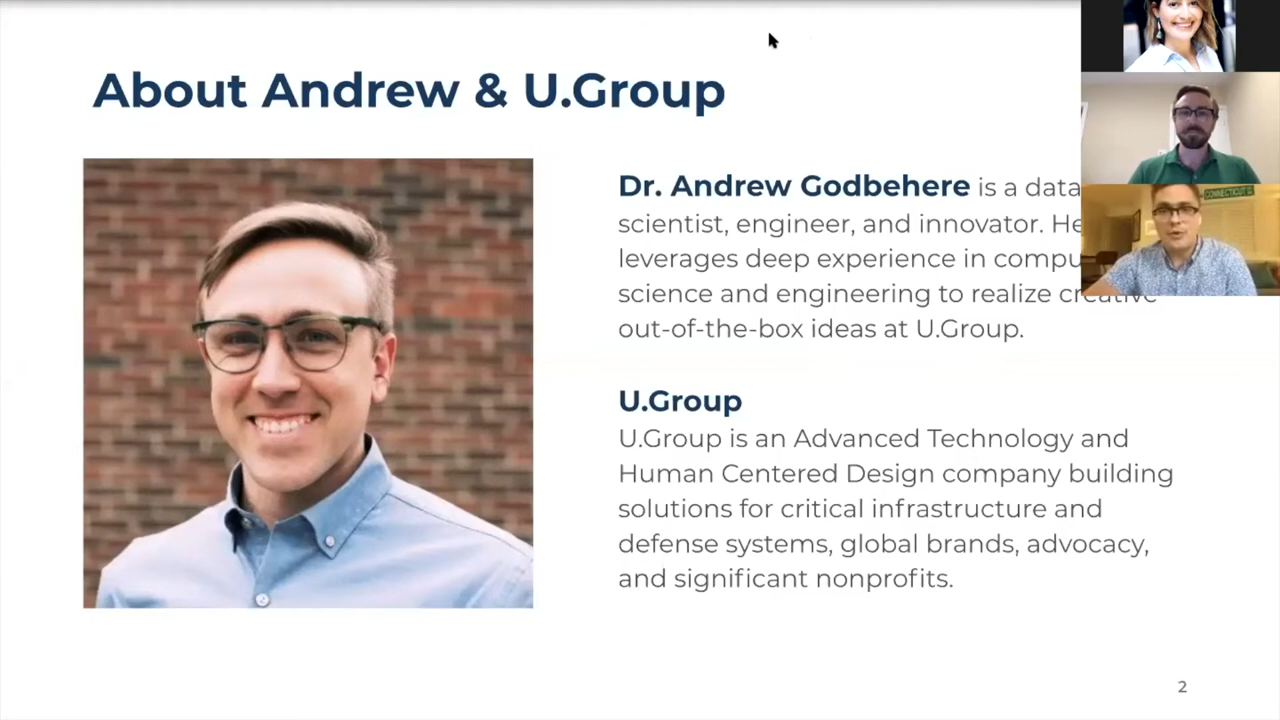 About Andrew & U.Group
Dr. Andrew Godbehere is a data
scientist, engineer, and innovator. He
leverages deep experience in compu
science and engineering to realize creative
out-of-the-box ideas at U.Group.
U.Group
U.Group is an Advanced Technology and
Human Centered Design company building
solutions for critical infrastructure and
defense systems, global brands, advocacy,
and significant nonprofits.
CONNECTICUT
2